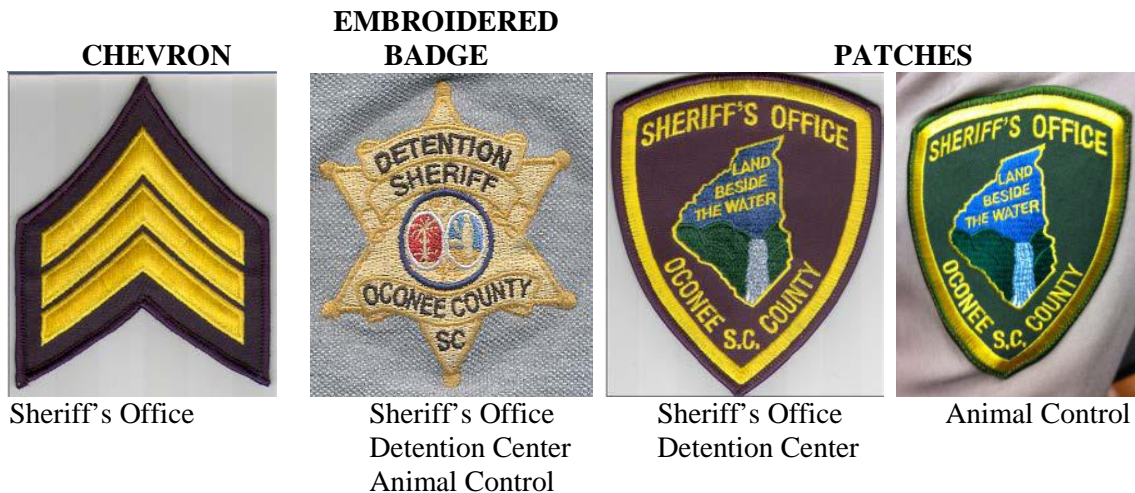 CHEVRON
EMBROIDERED
BADGE
PATCHES
DETENTION
SHERIFF
OCONEE COUNTY
SC
SHERIFF'S OFFICE
LAND
BESIDE
THE WATER
OCONEE S.C. COUNTY
SHERIFF'S OFFICE
LAND
BESIDE
THE WATER
OCONEE S.C. COUNTY
Sheriff's Office
Sheriff's Office
Detention Center
Animal Control
Sheriff's Office
Detention Center
Animal Control